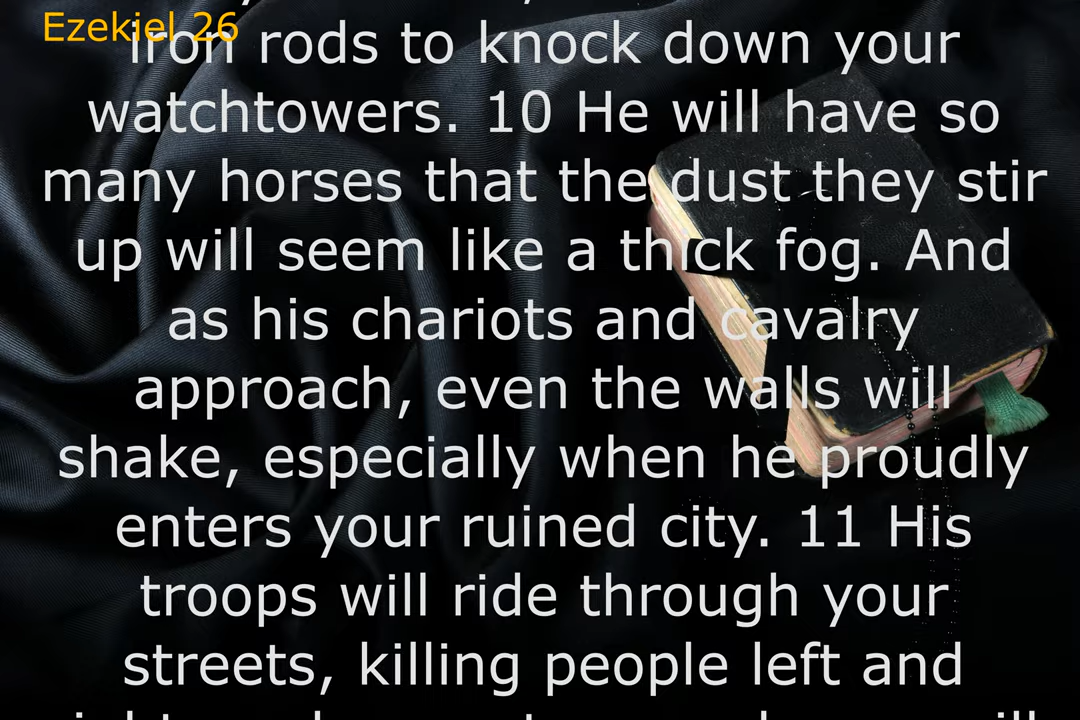 Ezekiel 26
iron rods to knock down your
watchtowers. 10 He will have so
many horses that the dust they stir
up will seem like a thick fog. And
as his chariots and cavalry
approach, even the walls will
shake, especially when he proudly
enters your ruined city. 11 His
troops will ride through your
streets, killing people left and